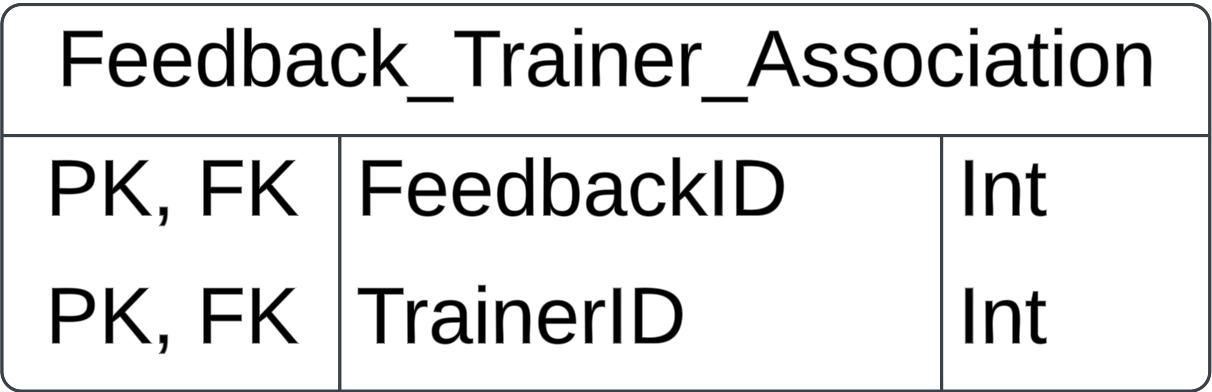 Feedback_Trainer_Association
PK, FK FeedbackID Int
PK, FK TrainerID Int